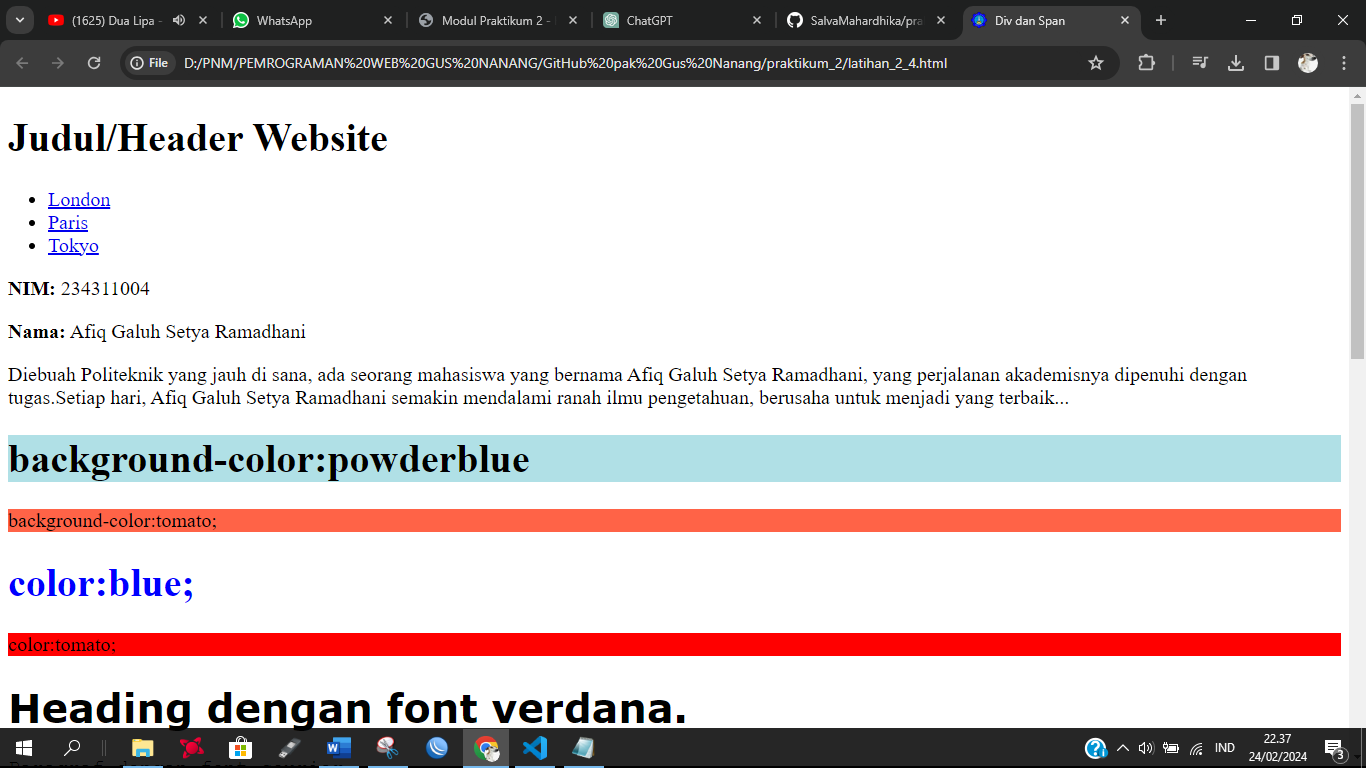 (1625) Dua Lipa -
WhatsApp
Modul Praktikum 2 -
ChatGPT
SalvaMahardhika/pra
Div dan Span
File
D:/PNM/PEMROGRAMAN%20WEB%20GUS%20NANANG/GitHub%20pak%20Gus%20Nanang/praktikum_2/latihan_2_4.html
Judul/Header Website
London
Paris
Tokyo
NIM: 234311004
Nama: Afiq Galuh Setya Ramadhani
Diebuah Politeknik yang jauh di sana, ada seorang mahasiswa yang bernama Afiq Galuh Setya Ramadhani, yang perjalanan akademisnya dipenuhi dengan
tugas.Setiap hari, Afiq Galuh Setya Ramadhani semakin mendalami ranah ilmu pengetahuan, berusaha untuk menjadi yang terbaik...
background-color:powderblue
background-color:tomato;
color:blue;
color:tomato;
Heading dengan font verdana.
IND
22.37
24/02/2024
3